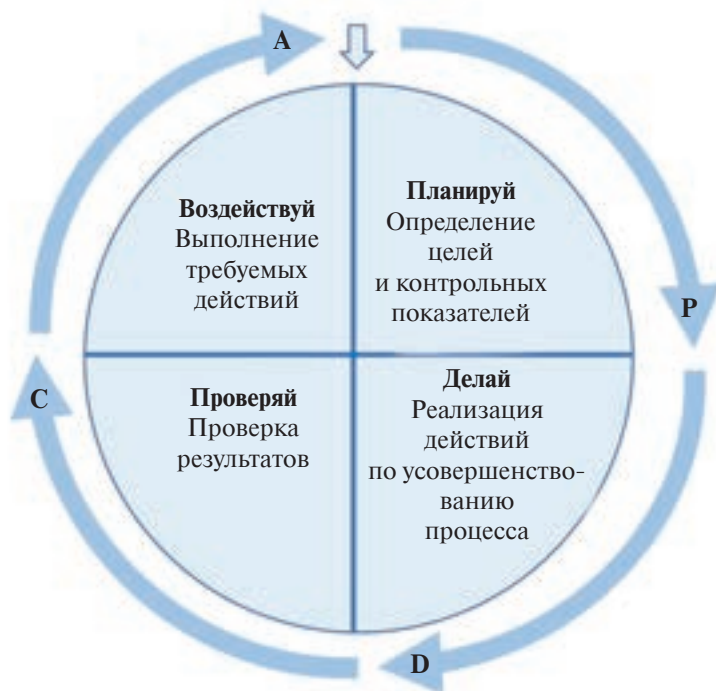 A
Воздействуй
Выполнение
требуемых
действий
Планируй
Определение
целей
и контрольных
показателей
P
C
Проверяй
Проверка
результатов
Делай
Реализация
действий
по усовершенство-
ванию
процесса
D